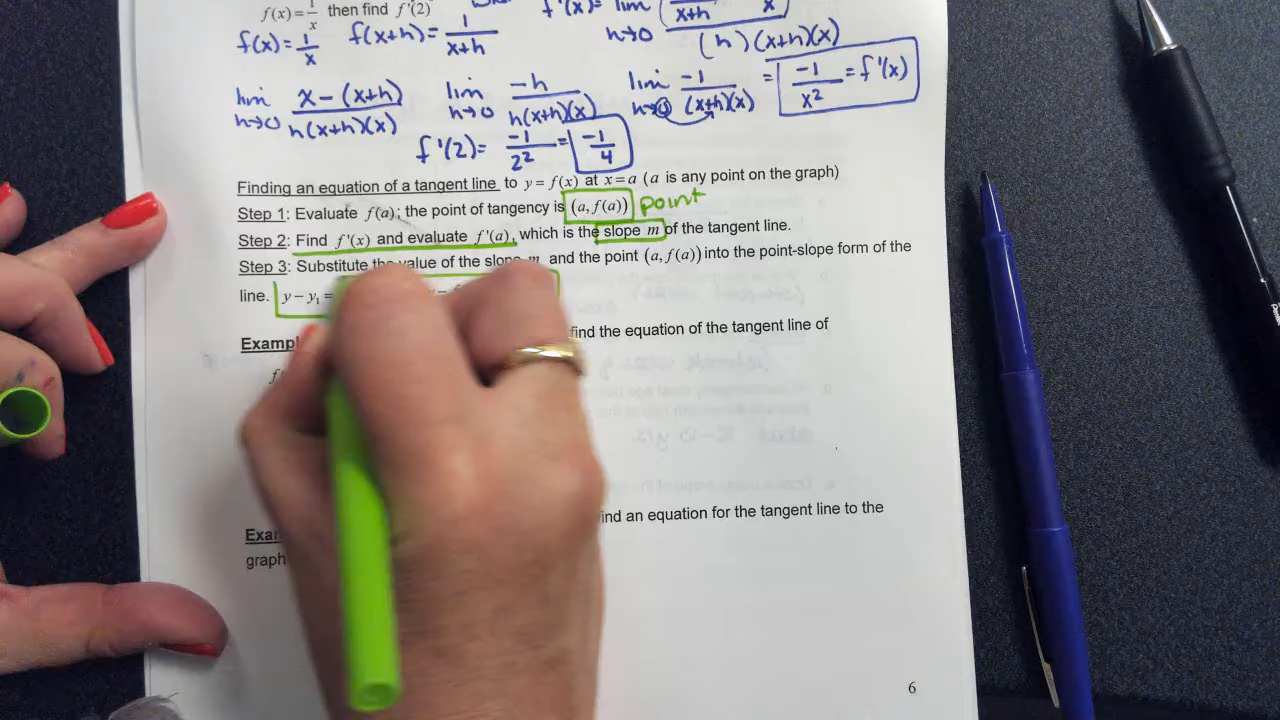 f(x) = 1/x then find f'(2)
f'(x) = lim h→0 x+h x / (h)(x+h)(x)
f(x) = 1/x f(x+h) = 1/(x+h)
lim h→0 x-(x+h) / h(x+h)(x) lim h→0 -h / h(x+h)(x) lim h→0 -1 / (x+h)(x) = -1/x² = f'(x)
f'(2) = -1/2² = -1/4
Finding an equation of a tangent line to y = f(x) at x = a (a is any point on the graph)
Step 1: Evaluate f(a); the point of tangency is (a, f(a)) point
Step 2: Find f'(x) and evaluate f'(a), which is the slope m of the tangent line.
Step 3: Substitute the value of the slope m and the point (a, f(a)) into the point-slope form of the
line. y - y₁ =
find the equation of the tangent line of
f
find an equation for the tangent line to the
graph
6